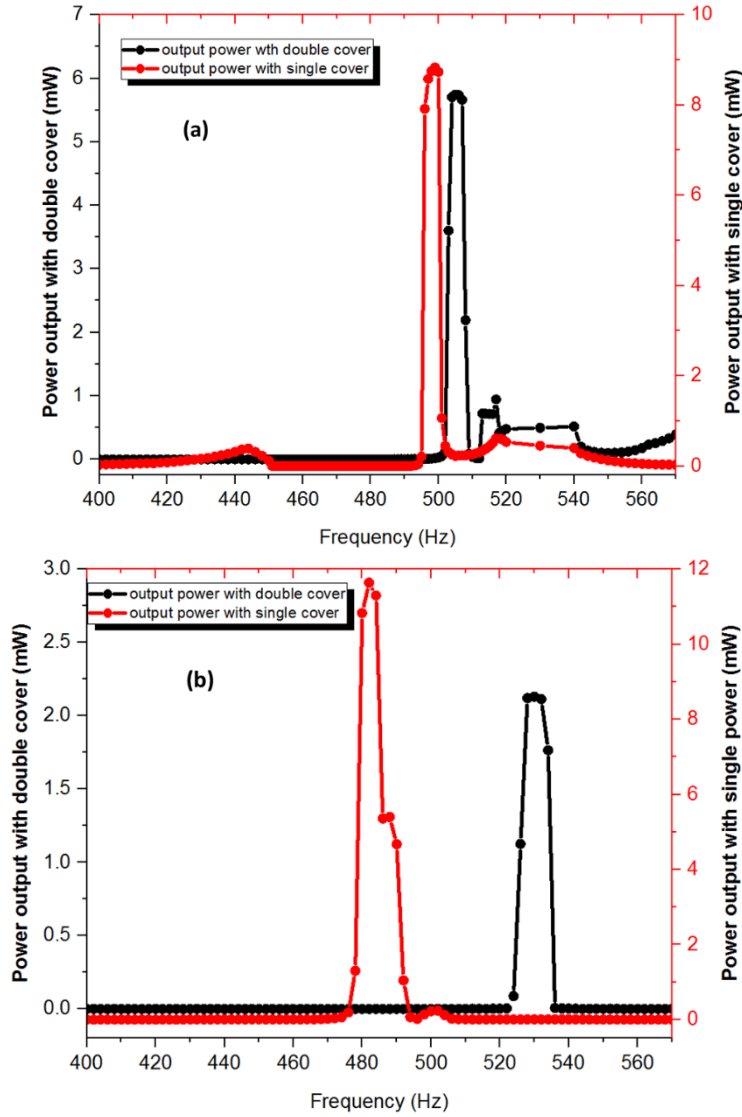 7
6
5
4
3
2
1
0
10
8
6
4
2
0
output power wth double cover
output power with single cover
(a)
Power output with double cover (mW)
Power output with single cover (mW)
400 420 440 460 480 500 520 540 560
Frequency (Hz)
3.0
2.5
2.0
1.5
1.0
0.5
0.0
12
10
8
6
4
2
0
output power with double cover
output power with single cover
(b)
Power output with double cover (mW)
Power output with single power (mW)
400 420 440 460 480 500 520 540 560
Frequency (Hz)